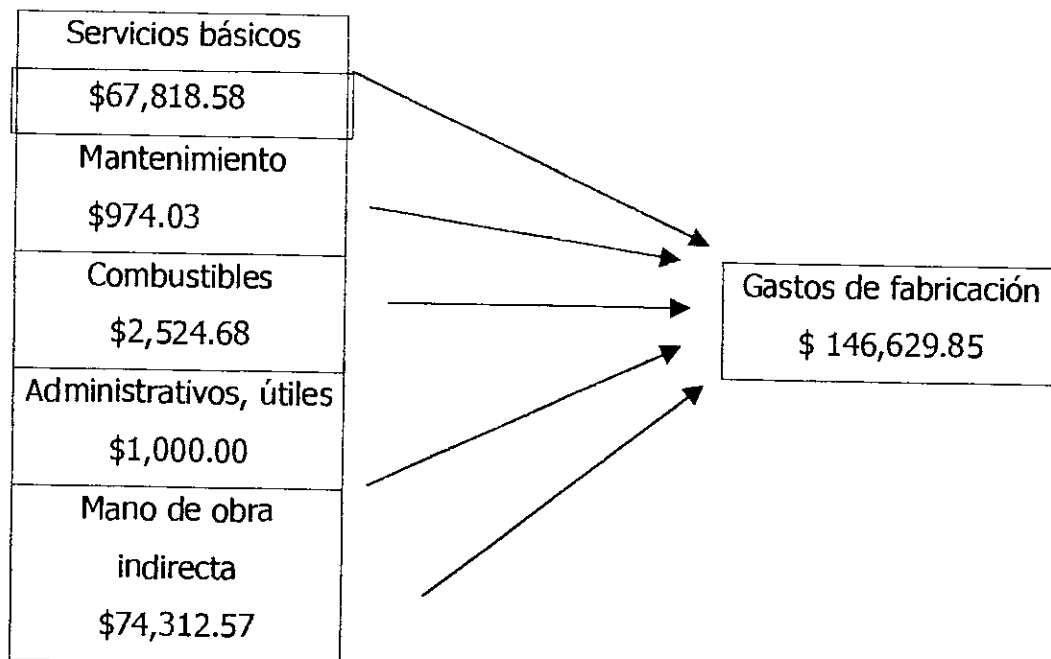 Servicios básicos
$67,818.58
Mantenimiento
$974.03
Combustibles
$2,524.68
Administrativos, útiles
$1,000.00
Mano de obra
indirecta
$74,312.57
Gastos de fabricación
$ 146,629.85